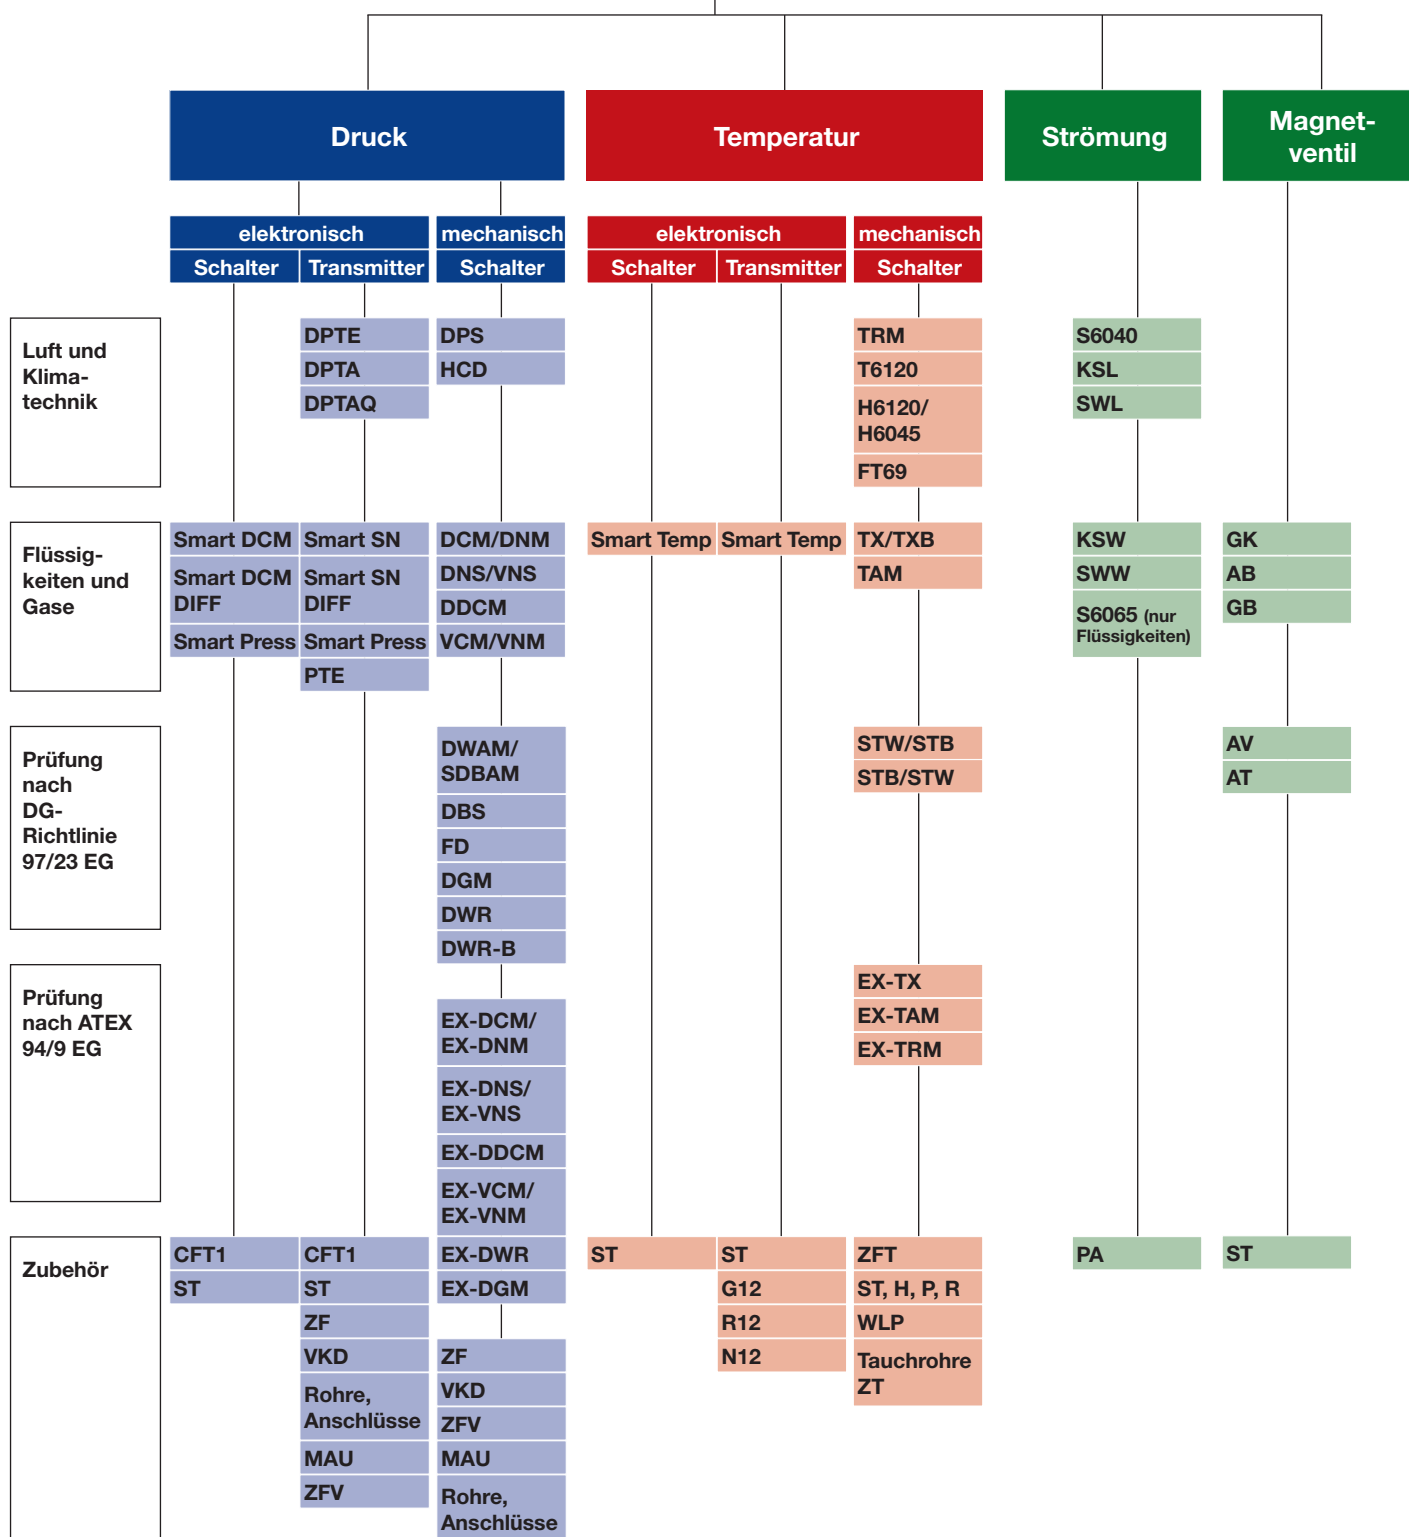 Druck
Temperatur
Strömung
Magnet-
ventil
elektronisch
mechanisch
elektronisch
mechanisch
Schalter
Transmitter
Schalter
Schalter
Transmitter
Schalter
Luft und
Klima-
technik
DPTE
DPTA
DPTAQ
DPS
HCD
TRM
T6120
H6120/
H6045
FT69
S6040
KSL
SWL
Flüssig-
keiten und
Gase
Smart DCM
Smart DCM
DIFF
Smart Press
Smart SN
Smart SN
DIFF
Smart Press
PTE
DCM/DNM
DNS/VNS
DDCM
VCM/VNM
Smart Temp
Smart Temp
TX/TXB
TAM
KSW
SWW
S6065 (nur
Flüssigkeiten)
GK
AB
GB
Prüfung
nach
DG-
Richtlinie
97/23 EG
DWAM/
SDBAM
DBS
FD
DGM
DWR
DWR-B
STW/STB
STB/STW
AV
AT
Prüfung
nach ATEX
94/9 EG
EX-DCM/
EX-DNM
EX-DNS/
EX-VNS
EX-DDCM
EX-VCM/
EX-VNM
EX-DWR
EX-DGM
EX-TX
EX-TAM
EX-TRM
Zubehör
CFT1
ST
CFT1
ST
ZF
VKD
Rohre,
Anschlüsse
MAU
ZFV
ZF
VKD
ZFV
MAU
Rohre,
Anschlüsse
ST
ST
G12
R12
N12
ZFT
ST, H, P, R
WLP
Tauchrohre
ZT
PA
ST